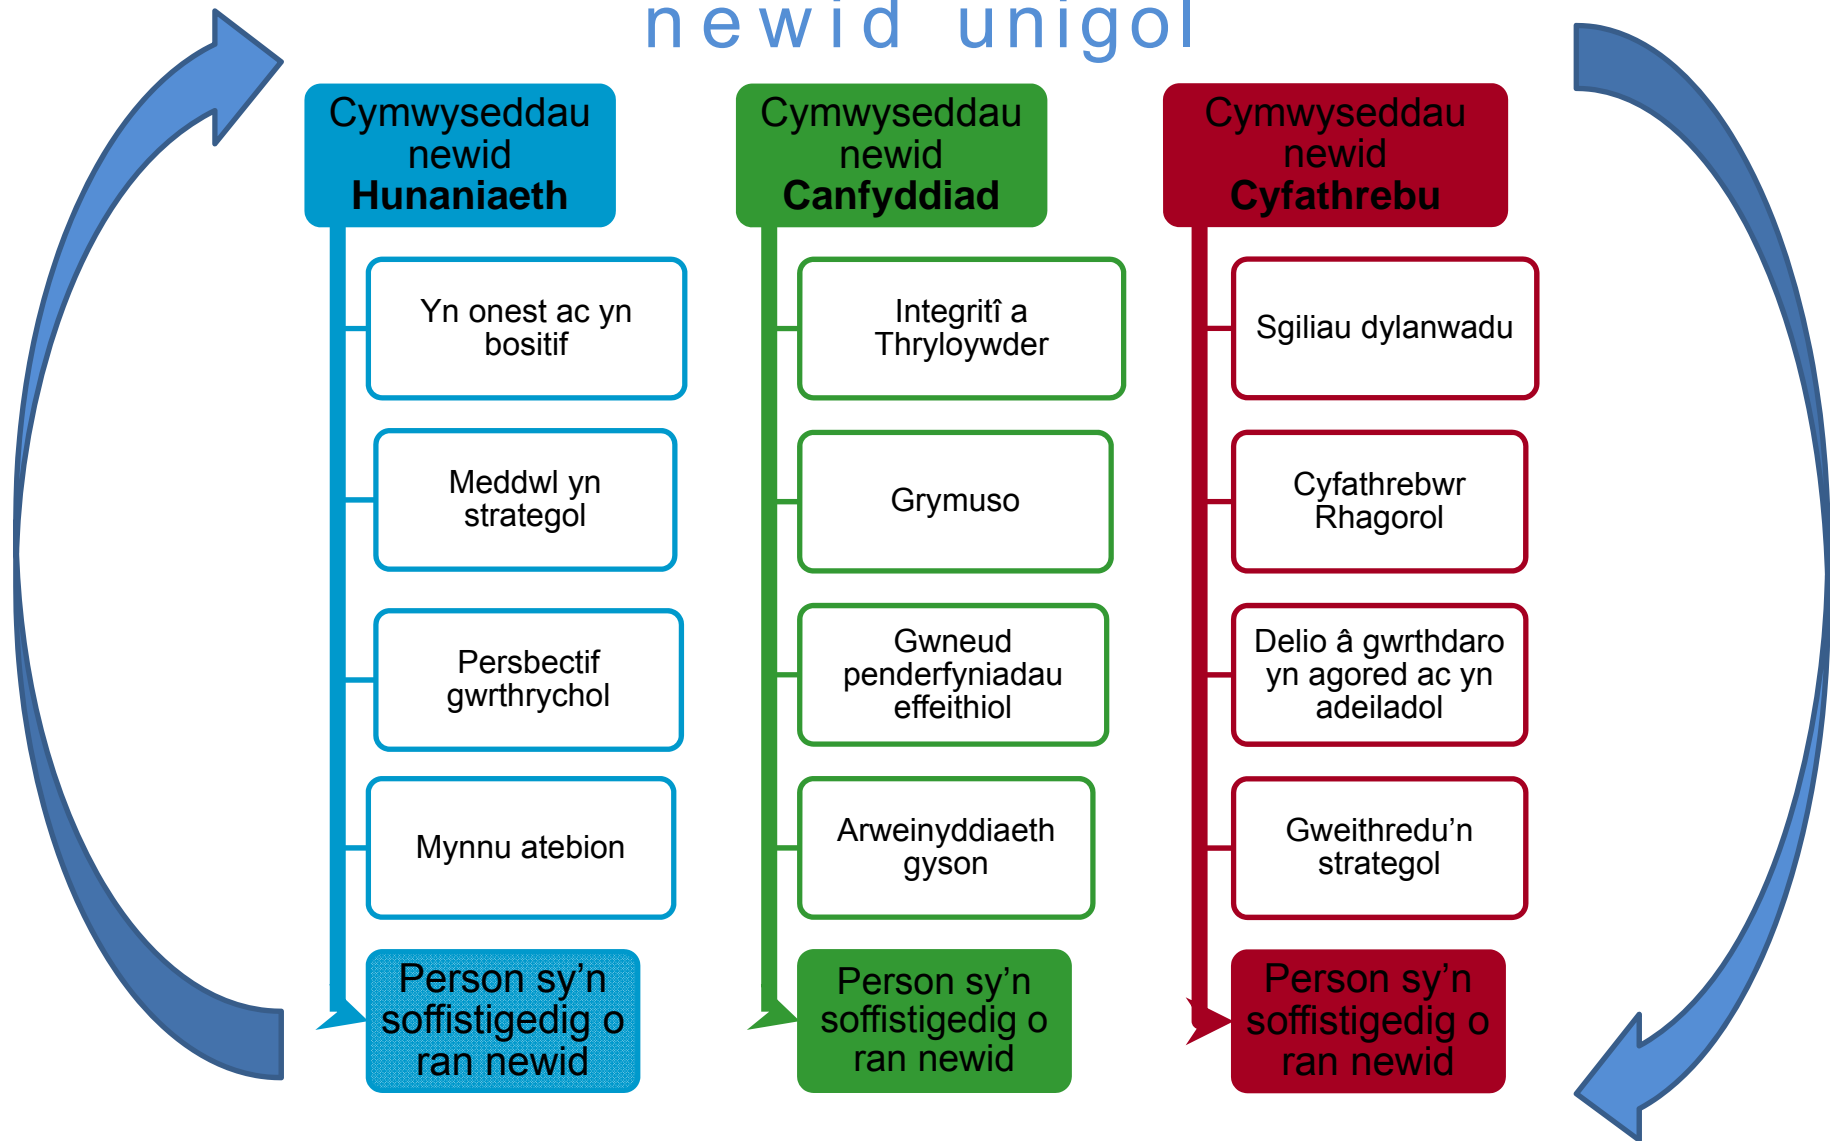 newid unigol
Cymwyseddau
newid
Hunaniaeth
Yn onest ac yn
bositif
Meddwl yn
strategol
Persbectif
gwrthrychol
Mynnu atebion
Person sy’n
soffistigedig o
ran newid
Cymwyseddau
newid
Canfyddiad
Integritî a
Thryloywder
Grymuso
Gwneud
penderfyniadau
effeithiol
Arweinyddiaeth
gyson
Person sy’n
soffistigedig o
ran newid
Cymwyseddau
newid
Cyfathrebu
Sgiliau dylanwadu
Cyfathrebwr
Rhagorol
Delio â gwrthdaro
yn agored ac yn
adeiladol
Gweithredu’n
strategol
Person sy’n
soffistigedig o
ran newid